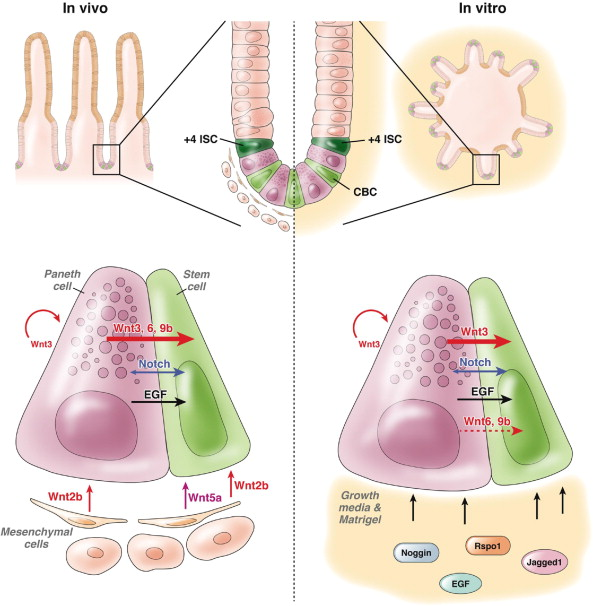 In vivo
In vitro
+4 ISC
+4 ISC
CBC
Paneth
cell
Stem
cell
Wnt3
Wnt3, 6, 9b
Notch
EGF
Wnt2b
Wnt5a
Wnt2b
Mesenchymal
cells
Wnt3
Wnt3
Notch
EGF
Wnt6, 9b
Growth
media &
Matrigel
Noggin
Rspo1
EGF
Jagged1